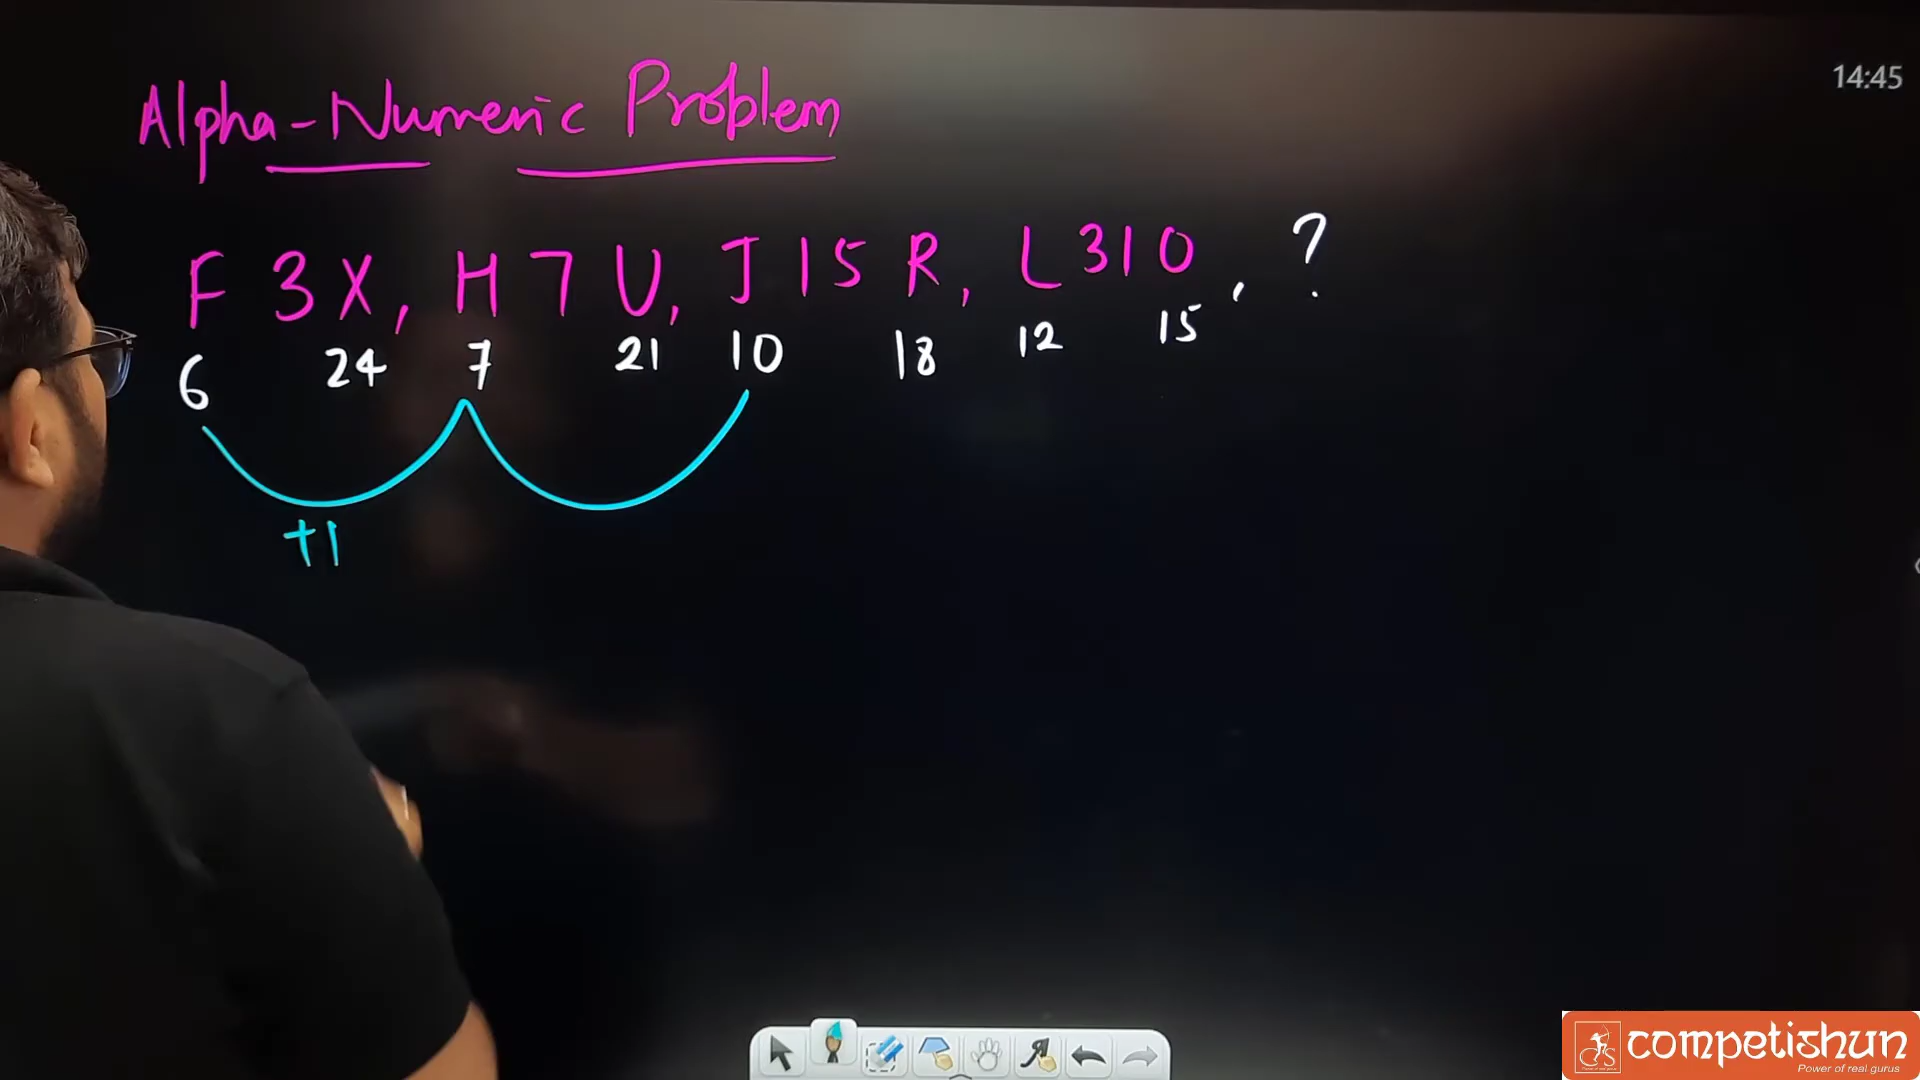 14:45
Alpha-Numeric Problem
F 3 X, H 7 U, J 15 R, L 31 O, ?
6 24 7 21 10 18 12 15
+1
competishun
Power of real gurus